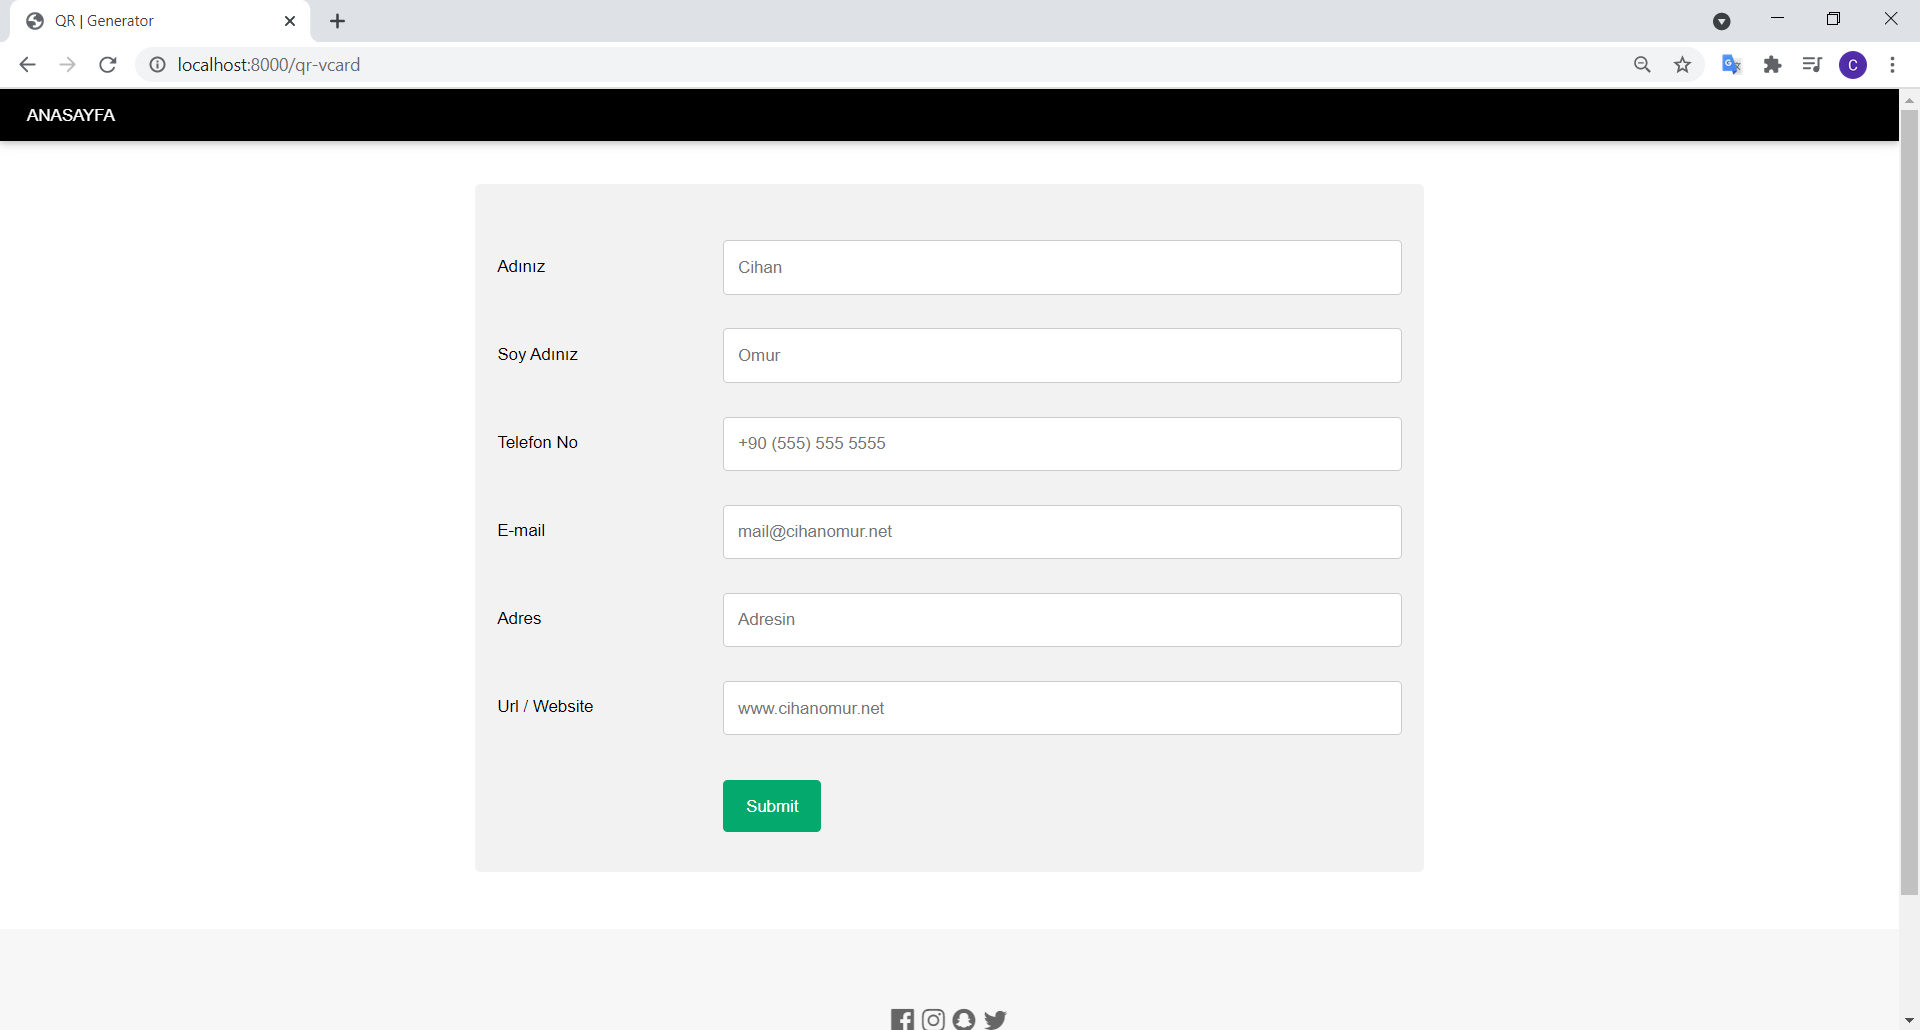 QR | Generator
localhost:8000/qr-vcard
C
ANASAYFA
Adınız
Cihan
Soy Adınız
Omur
Telefon No
+90 (555) 555 5555
E-mail
mail@cihanomur.net
Adres
Adresin
Url / Website
www.cihanomur.net
Submit